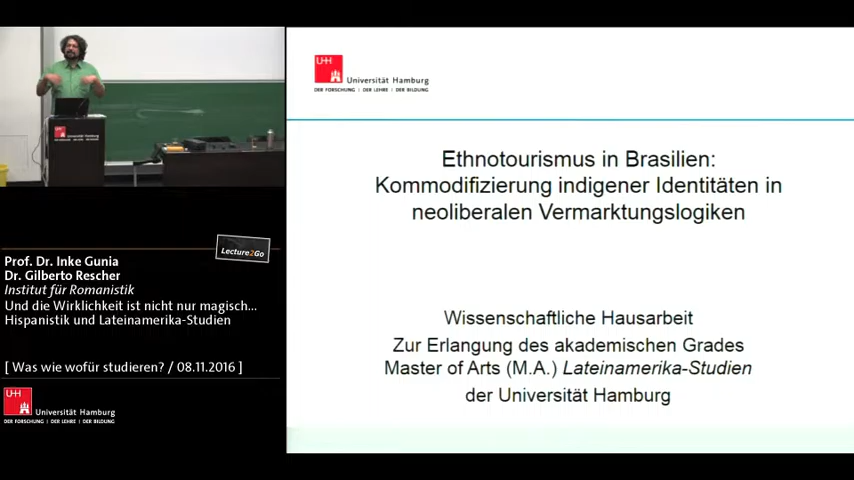 UH
Universität Hamburg
DER FORSCHUNG | DER LEHRE | DER BILDUNG
Ethnotourismus in Brasilien:
Kommodifizierung indigener Identitäten in
neoliberalen Vermarktungslogiken
Wissenschaftliche Hausarbeit
Zur Erlangung des akademischen Grades
Master of Arts (M.A.) Lateinamerika-Studien
der Universität Hamburg
Universität Hamburg
Lecture2Go
Prof. Dr. Inke Gunia
Dr. Gilberto Rescher
Institut für Romanistik
Und die Wirklichkeit ist nicht nur magisch...
Hispanistik und Lateinamerika-Studien
[ Was wie wofür studieren? / 08.11.2016 ]
UH
Universität Hamburg
DER FORSCHUNG | DER LEHRE | DER BILDUNG